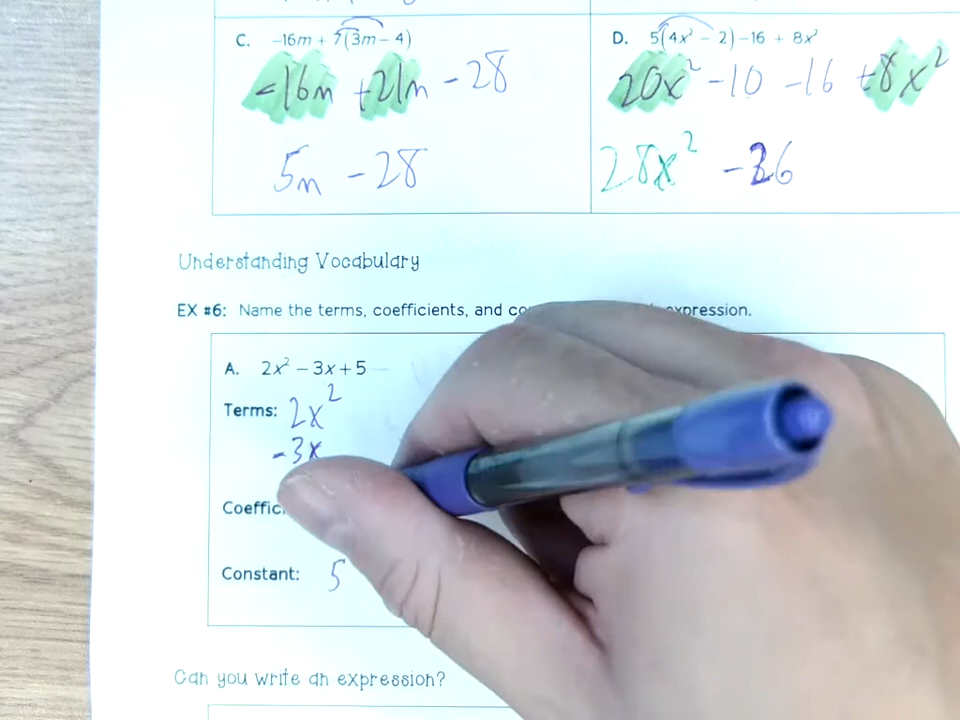 C. -16m + 7(3m - 4)
-16m +21m - 28
5m - 28
D. 5(4x² - 2) - 16 + 8x²
20x² - 10 - 16 + 8x²
28x² - 26
Understanding Vocabulary
EX #6: Name the terms, coefficients, and expression.
A. 2x² - 3x + 5
Terms: 2x²
-3x
Constant: 5
Can you write an expression?